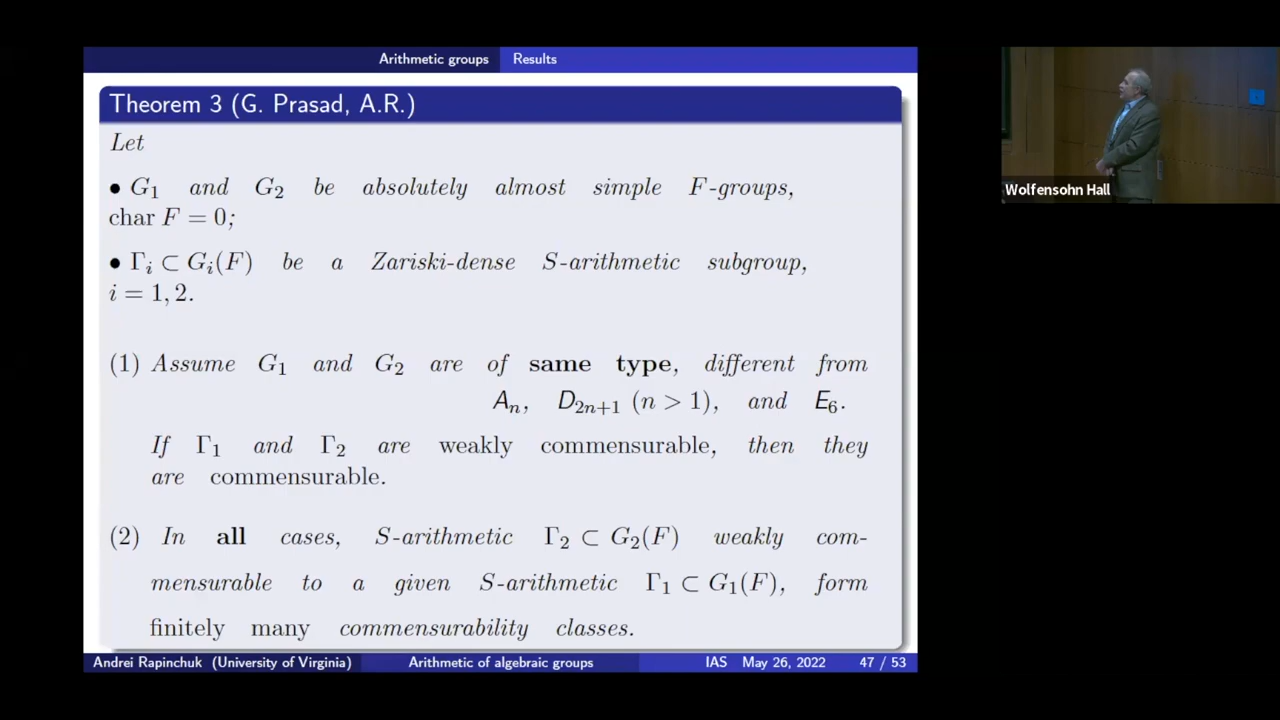 Arithmetic groups Results
Theorem 3 (G. Prasad, A.R.)
Let
• G₁ and G₂ be absolutely almost simple F-groups,
char F = 0;
• Γᵢ ⊂ Gᵢ(F) be a Zariski-dense S-arithmetic subgroup,
i = 1, 2.
(1) Assume G₁ and G₂ are of same type, different from
Aₙ, D₂ₙ₊₁ (n > 1), and E₆.
If Γ₁ and Γ₂ are weakly commensurable, then they
are commensurable.
(2) In all cases, S-arithmetic Γ₂ ⊂ G₂(F) weakly com-
mensurable to a given S-arithmetic Γ₁ ⊂ G₁(F), form
finitely many commensurability classes.
Andrei Rapinchuk (University of Virginia) Arithmetic of algebraic groups IAS May 26, 2022 47 / 53
Wolfensohn Hall